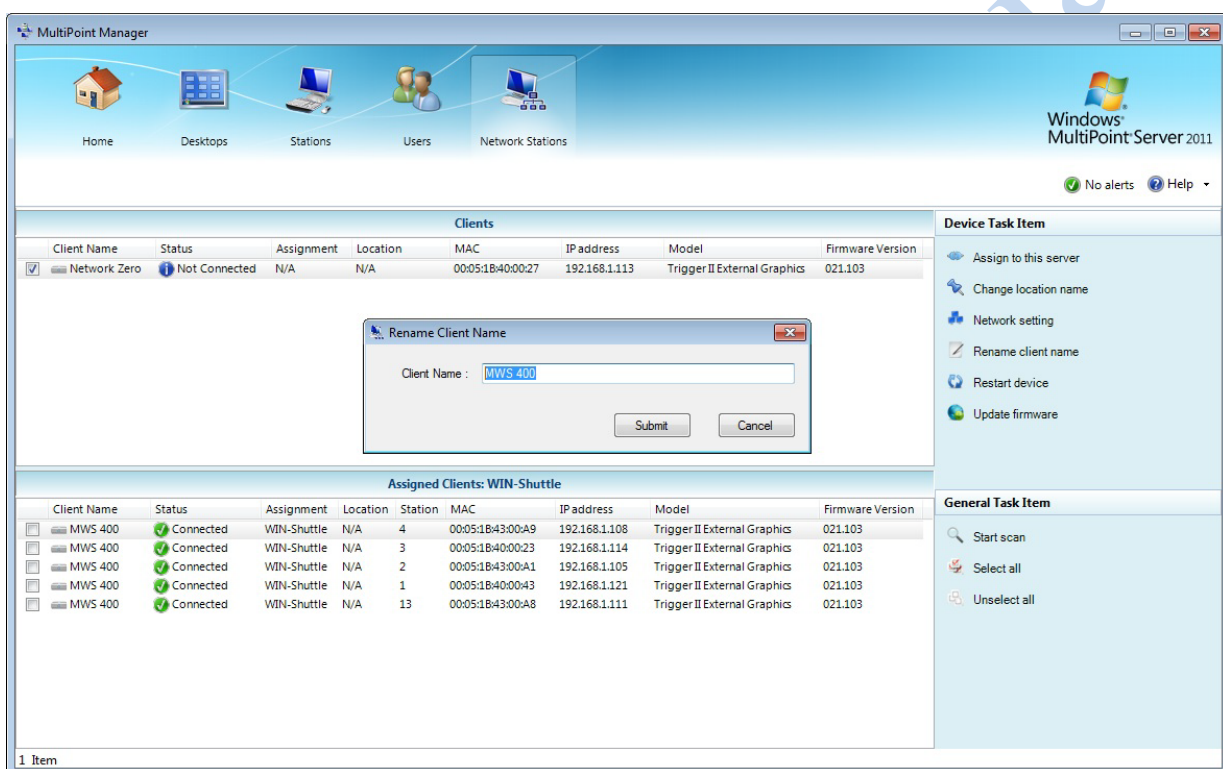 MultiPoint Manager
Home Desktops Stations Users Network Stations
Windows®
MultiPoint® Server 2011
No alerts Help
Clients
Client Name Status Assignment Location MAC IP address Model Firmware Version
Network Zero Not Connected N/A N/A 00:05:1B:40:00:27 192.168.1.113 Trigger II External Graphics 021.103
Rename Client Name
Client Name : MWS 400
Submit Cancel
Assigned Clients: WIN-Shuttle
Client Name Status Assignment Location Station MAC IP address Model Firmware Version
MWS 400 Connected WIN-Shuttle N/A 4 00:05:1B:43:00:A9 192.168.1.108 Trigger II External Graphics 021.103
MWS 400 Connected WIN-Shuttle N/A 3 00:05:1B:40:00:23 192.168.1.114 Trigger II External Graphics 021.103
MWS 400 Connected WIN-Shuttle N/A 2 00:05:1B:43:00:A1 192.168.1.105 Trigger II External Graphics 021.103
MWS 400 Connected WIN-Shuttle N/A 1 00:05:1B:40:00:43 192.168.1.121 Trigger II External Graphics 021.103
MWS 400 Connected WIN-Shuttle N/A 13 00:05:1B:43:00:A8 192.168.1.111 Trigger II External Graphics 021.103
Device Task Item
Assign to this server
Change location name
Network setting
Rename client name
Restart device
Update firmware
General Task Item
Start scan
Select all
Unselect all
1 Item